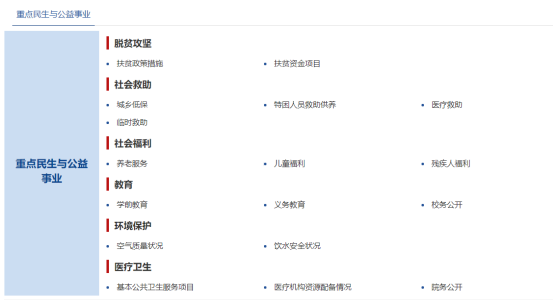 重点民生与公益事业
脱贫攻坚
扶贫政策措施 扶贫资金项目
社会救助
城乡低保 特困人员救助供养 医疗救助
临时救助
社会福利
养老服务 儿童福利 残疾人福利
重点民生与公益
事业
教育
学前教育 义务教育 校务公开
环境保护
空气质量状况 饮水安全状况
医疗卫生
基本公共卫生服务项目 医疗机构资源配备情况 院务公开